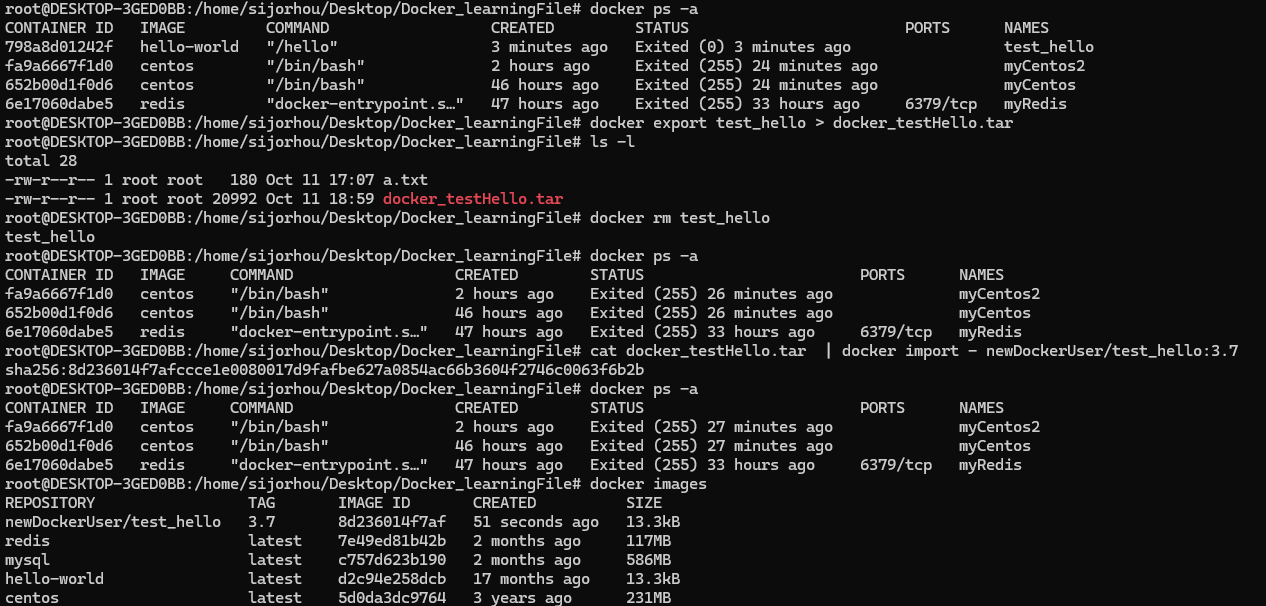 root@DESKTOP-3GED0BB:/home/sijorhou/Desktop/Docker_learningFile# docker ps -a
CONTAINER ID   IMAGE         COMMAND                  CREATED         STATUS                        PORTS      NAMES
798a8d01242f   hello-world   "/hello"                 3 minutes ago   Exited (0) 3 minutes ago                 test_hello
fa9a6667f1d0   centos        "/bin/bash"              2 hours ago     Exited (255) 24 minutes ago              myCentos2
652b00d1f0d6   centos        "/bin/bash"              46 hours ago    Exited (255) 24 minutes ago              myCentos
6e17060dabe5   redis         "docker-entrypoint.s…"   47 hours ago    Exited (255) 33 hours ago     6379/tcp   myRedis
root@DESKTOP-3GED0BB:/home/sijorhou/Desktop/Docker_learningFile# docker export test_hello > docker_testHello.tar
root@DESKTOP-3GED0BB:/home/sijorhou/Desktop/Docker_learningFile# ls -l
total 28
-rw-r--r-- 1 root root   180 Oct 11 17:07 a.txt
-rw-r--r-- 1 root root 20992 Oct 11 18:59 docker_testHello.tar
root@DESKTOP-3GED0BB:/home/sijorhou/Desktop/Docker_learningFile# docker rm test_hello
test_hello
root@DESKTOP-3GED0BB:/home/sijorhou/Desktop/Docker_learningFile# docker ps -a
CONTAINER ID   IMAGE     COMMAND                  CREATED        STATUS                        PORTS      NAMES
fa9a6667f1d0   centos    "/bin/bash"              2 hours ago    Exited (255) 26 minutes ago              myCentos2
652b00d1f0d6   centos    "/bin/bash"              46 hours ago   Exited (255) 26 minutes ago              myCentos
6e17060dabe5   redis     "docker-entrypoint.s…"   47 hours ago   Exited (255) 33 hours ago     6379/tcp   myRedis
root@DESKTOP-3GED0BB:/home/sijorhou/Desktop/Docker_learningFile# cat docker_testHello.tar  | docker import - newDockerUser/test_hello:3.7
sha256:8d236014f7afccce1e0080017d9fafbe627a0854ac66b3604f2746c0063f6b2b
root@DESKTOP-3GED0BB:/home/sijorhou/Desktop/Docker_learningFile# docker ps -a
CONTAINER ID   IMAGE     COMMAND                  CREATED        STATUS                        PORTS      NAMES
fa9a6667f1d0   centos    "/bin/bash"              2 hours ago    Exited (255) 27 minutes ago              myCentos2
652b00d1f0d6   centos    "/bin/bash"              46 hours ago   Exited (255) 27 minutes ago              myCentos
6e17060dabe5   redis     "docker-entrypoint.s…"   47 hours ago   Exited (255) 33 hours ago     6379/tcp   myRedis
root@DESKTOP-3GED0BB:/home/sijorhou/Desktop/Docker_learningFile# docker images
REPOSITORY                 TAG       IMAGE ID       CREATED          SIZE
newDockerUser/test_hello   3.7       8d236014f7af   51 seconds ago   13.3kB
redis                      latest    7e49ed81b42b   2 months ago     117MB
mysql                      latest    c757d623b190   2 months ago     586MB
hello-world                latest    d2c94e258dcb   17 months ago    13.3kB
centos                     latest    5d0da3dc9764   3 years ago      231MB